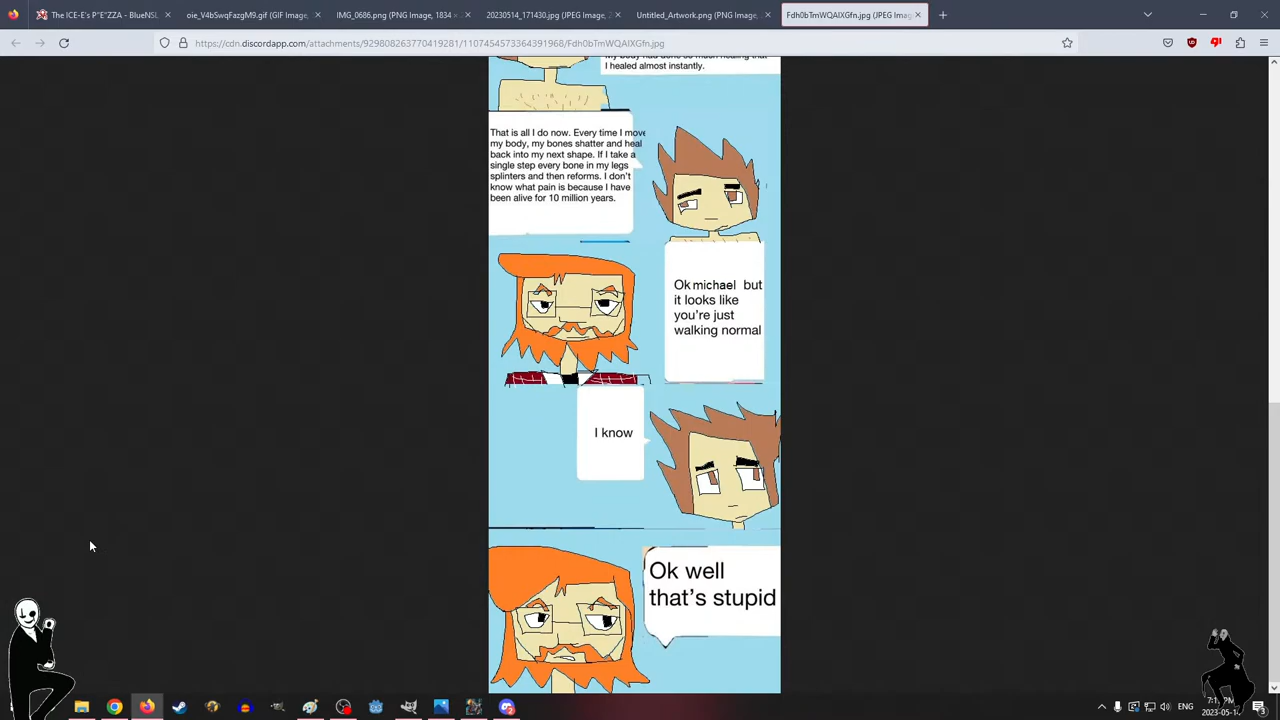 The ICE-E's P"E"ZZA
(GIF Image,
IMG_0686.png (PNG Image, 1834 ×
20230514_171430.jpg (JPEG Image, 2
Untitled_Artwork.png (PNG Image,
Fdh0bTmWQAIXGfn.jpg (JPEG Imag
https://cdn.discordapp.com/attachments/929808263770419281/1107454573364391968/Fdh0bTmWQAIXGfn.jpg
I healed almost instantly.
That is all I do now. Every time I move
my body, my bones shatter and heal
back into my next shape. If I take a
single step every bone in my legs
splinters and then reforms. I don't
know what pain is because I have
been alive for 10 million years.
Ok michael but
it looks like
you're just
walking normal
I know
Ok well
that's stupid